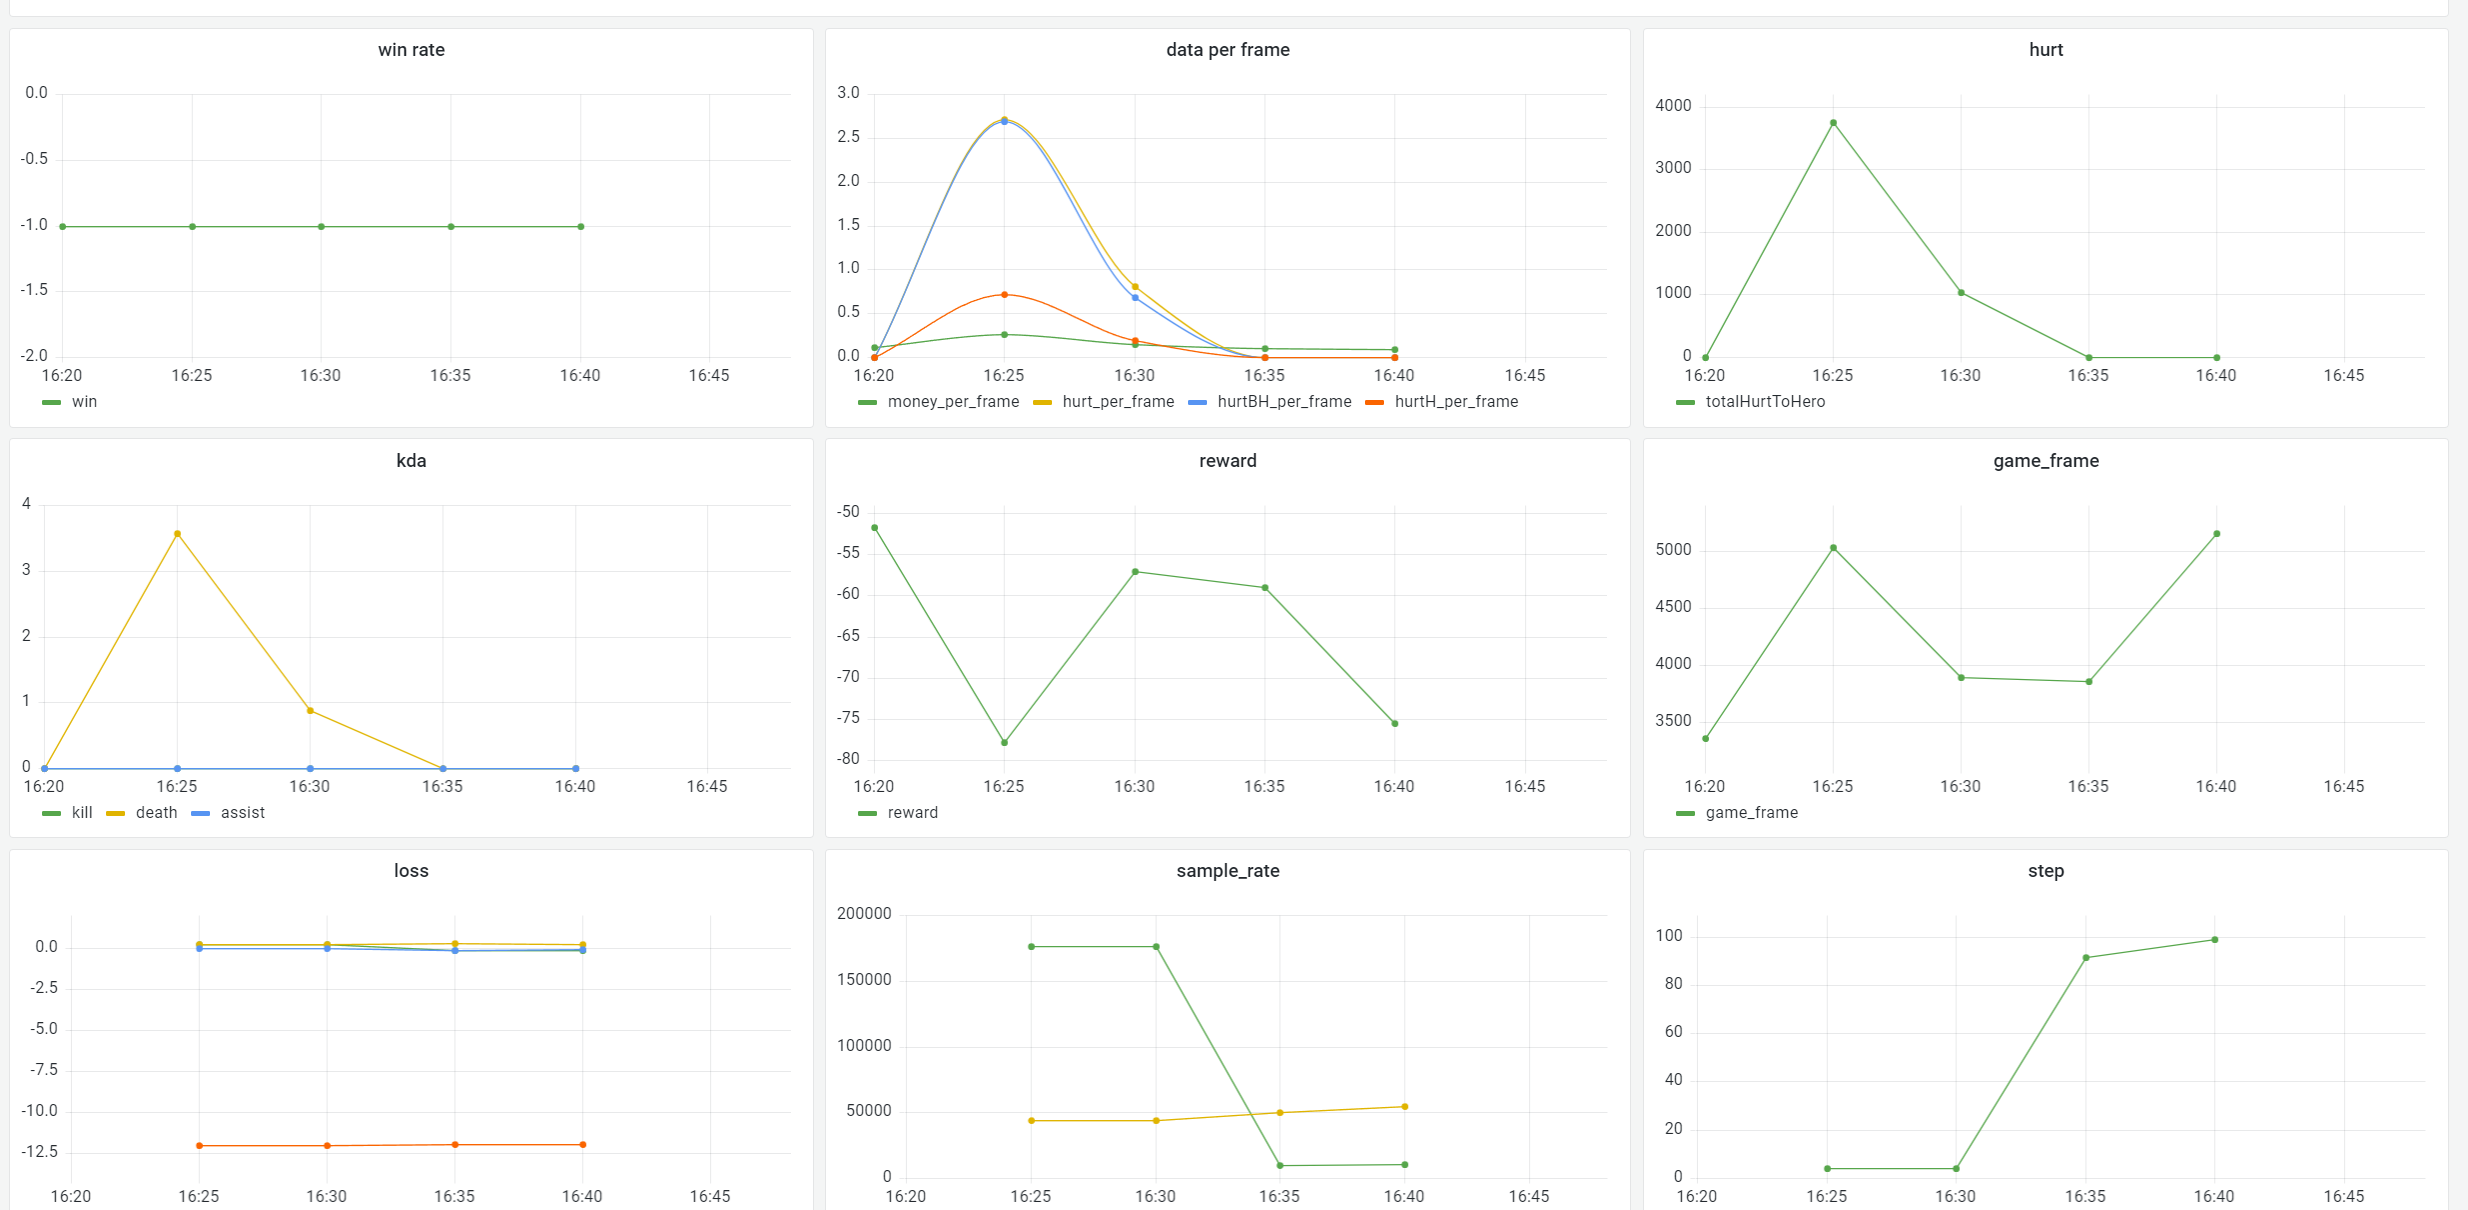 win rate
0.0
-0.5
-1.0
-1.5
-2.0
16:20 16:25 16:30 16:35 16:40 16:45
win
data per frame
3.0
2.5
2.0
1.5
1.0
0.5
0.0
16:20 16:25 16:30 16:35 16:40 16:45
money_per_frame hurt_per_frame hurtBH_per_frame hurtH_per_frame
hurt
4000
3000
2000
1000
0
16:20 16:25 16:30 16:35 16:40 16:45
totalHurtToHero
kda
4
3
2
1
0
16:20 16:25 16:30 16:35 16:40 16:45
kill death assist
reward
-50
-55
-60
-65
-70
-75
-80
16:20 16:25 16:30 16:35 16:40 16:45
reward
game_frame
5000
4500
4000
3500
16:20 16:25 16:30 16:35 16:40 16:45
game_frame
loss
0.0
-2.5
-5.0
-7.5
-10.0
-12.5
16:20 16:25 16:30 16:35 16:40 16:45
sample_rate
200000
150000
100000
50000
0
16:20 16:25 16:30 16:35 16:40 16:45
step
100
80
60
40
20
0
16:20 16:25 16:30 16:35 16:40 16:45